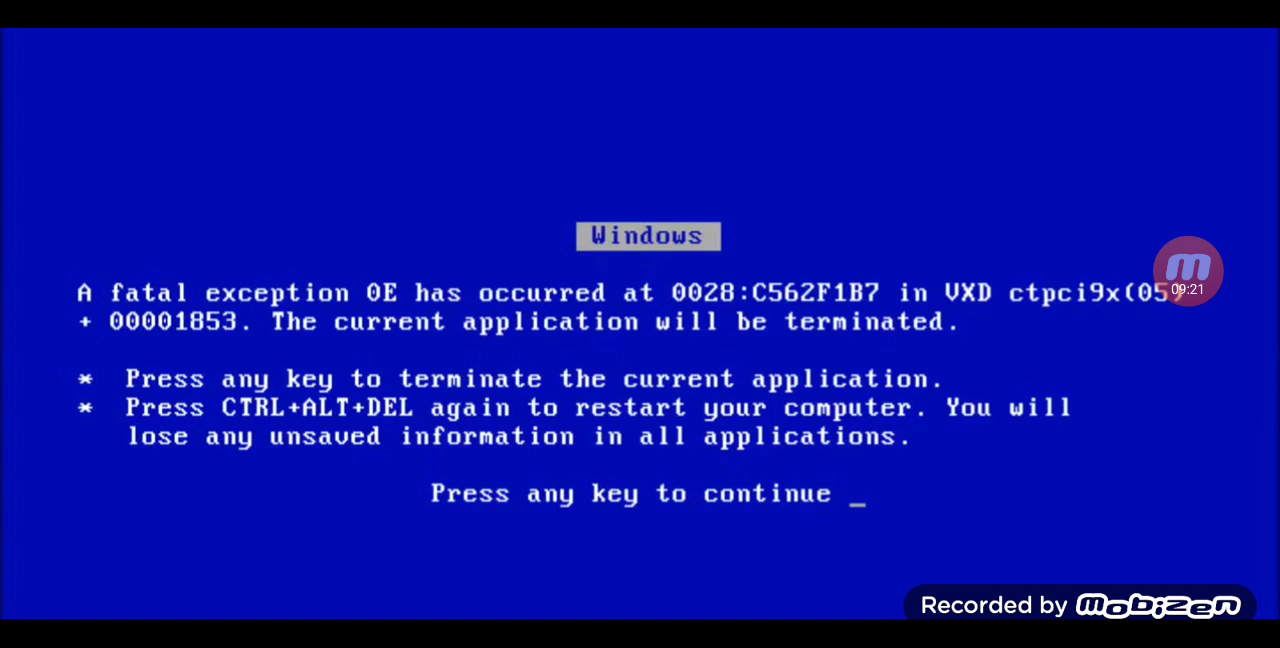 Windows
A fatal exception 0E has occurred at 0028:C562F1B7 in VXD ctpci9x(05)
+ 00001853. The current application will be terminated.
* Press any key to terminate the current application.
* Press CTRL+ALT+DEL again to restart your computer. You will
lose any unsaved information in all applications.
Press any key to continue _
09:21
Recorded by mobizen